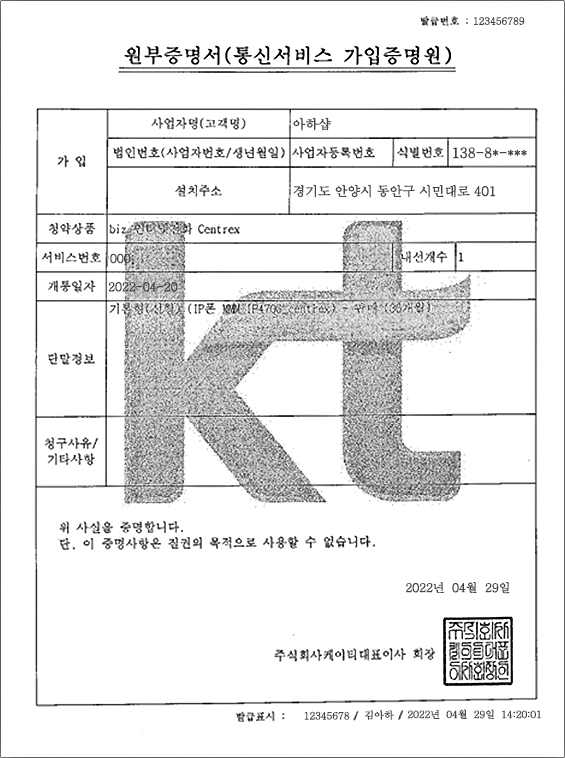 발급번호 : 123456789
원부증명서(통신서비스 가입증명원)
가 입
사업자명(고객명) 아하샵
법인번호(사업자번호/생년월일) 사업자등록번호 식별번호 138-8*-***
설치주소 경기도 안양시 동안구 시민대로 401
청약상품 biz 인터넷전화 Centrex
서비스번호 000 내선개수 1
개통일자 2022-04-20
단말정보 기본형(신형) (IP폰 IP470G_centrex) - (36개월)
청구사유/
기타사항
kt
위 사실을 증명합니다.
단, 이 증명사항은 질권의 목적으로 사용할 수 없습니다.
2022년 04월 29일
주식회사케이티대표이사 회장
발급표시 : 12345678 / 김아하 / 2022년 04월 29일 14:20:01